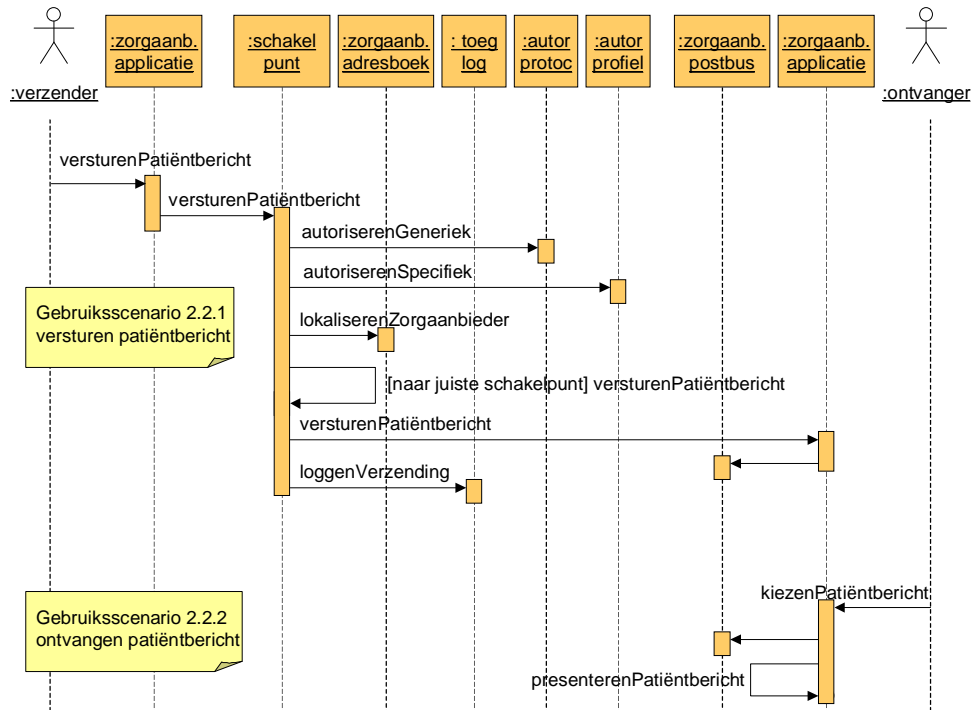 :zorgaanb.
applicatie
:schakel
punt
:zorgaanb.
adresboek
: toeg
log
:autor
protoc
:autor
profiel
:zorgaanb.
postbus
:zorgaanb.
applicatie
:verzender
:ontvanger
versturenPatiëntbericht
versturenPatiëntbericht
autoriserenGeneriek
autoriserenSpecifiek
Gebruiksscenario 2.2.1
versturen patiëntbericht
lokaliserenZorgaanbieder
[naar juiste schakelpunt] versturenPatiëntbericht
versturenPatiëntbericht
loggenVerzending
kiezenPatiëntbericht
Gebruiksscenario 2.2.2
ontvangen patiëntbericht
presenterenPatiëntbericht